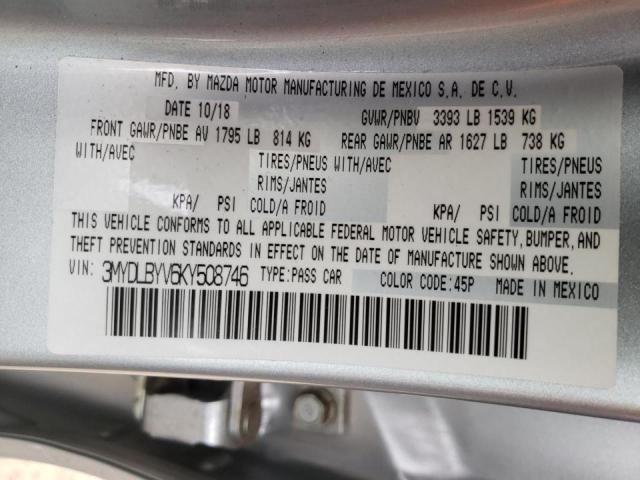 MFD. BY MAZDA MOTOR MANUFACTURING DE MEXICO S.A. DE C.V.
DATE 10/18 GVWR/PNBV 3393 LB 1539 KG
FRONT GAWR/PNBE AV 1795 LB 814 KG REAR GAWR/PNBE AR 1627 LB 738 KG
WITH/AVEC TIRES/PNEUS WITH/AVEC TIRES/PNEUS
RIMS/JANTES RIMS/JANTES
KPA/ PSI COLD/A FROID KPA/ PSI COLD/A FROID
THIS VEHICLE CONFORMS TO ALL APPLICABLE FEDERAL MOTOR VEHICLE SAFETY, BUMPER, AND
THEFT PREVENTION STANDARDS IN EFFECT ON THE DATE OF MANUFACTURE SHOWN ABOVE.
VIN: 3MYDLBYV6KY508746 TYPE:PASS CAR COLOR CODE:45P MADE IN MEXICO